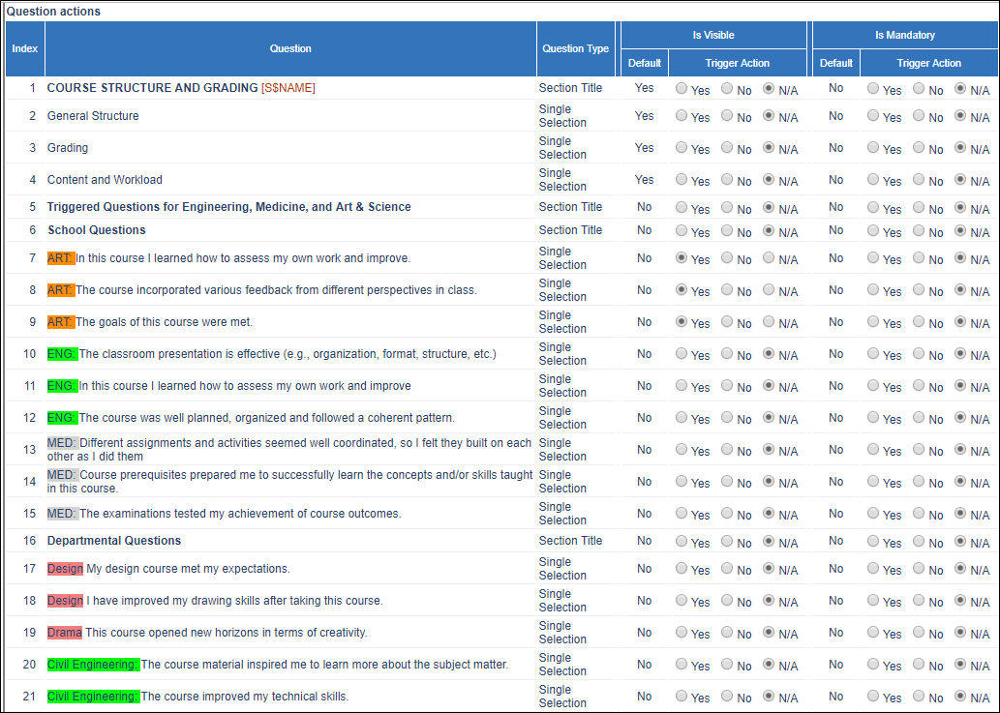 Question actions
Index Question Question Type Is Visible Is Mandatory
Default Trigger Action Default Trigger Action
1 COURSE STRUCTURE AND GRADING [S$NAME] Section Title Yes Yes No N/A No Yes No N/A
2 General Structure Single Selection Yes Yes No N/A No Yes No N/A
3 Grading Single Selection Yes Yes No N/A No Yes No N/A
4 Content and Workload Single Selection Yes Yes No N/A No Yes No N/A
5 Triggered Questions for Engineering, Medicine, and Art & Science Section Title No Yes No N/A No Yes No N/A
6 School Questions Section Title No Yes No N/A No Yes No N/A
7 ART: In this course I learned how to assess my own work and improve. Single Selection No Yes No N/A No Yes No N/A
8 ART: The course incorporated various feedback from different perspectives in class. Single Selection No Yes No N/A No Yes No N/A
9 ART: The goals of this course were met. Single Selection No Yes No N/A No Yes No N/A
10 ENG: The classroom presentation is effective (e.g., organization, format, structure, etc.) Single Selection No Yes No N/A No Yes No N/A
11 ENG: In this course I learned how to assess my own work and improve Single Selection No Yes No N/A No Yes No N/A
12 ENG: The course was well planned, organized and followed a coherent pattern. Single Selection No Yes No N/A No Yes No N/A
13 MED: Different assignments and activities seemed well coordinated, so I felt they built on each other as I did them Single Selection No Yes No N/A No Yes No N/A
14 MED: Course prerequisites prepared me to successfully learn the concepts and/or skills taught in this course. Single Selection No Yes No N/A No Yes No N/A
15 MED: The examinations tested my achievement of course outcomes. Single Selection No Yes No N/A No Yes No N/A
16 Departmental Questions Section Title No Yes No N/A No Yes No N/A
17 Design My design course met my expectations. Single Selection No Yes No N/A No Yes No N/A
18 Design I have improved my drawing skills after taking this course. Single Selection No Yes No N/A No Yes No N/A
19 Drama This course opened new horizons in terms of creativity. Single Selection No Yes No N/A No Yes No N/A
20 Civil Engineering: The course material inspired me to learn more about the subject matter. Single Selection No Yes No N/A No Yes No N/A
21 Civil Engineering: The course improved my technical skills. Single Selection No Yes No N/A No Yes No N/A